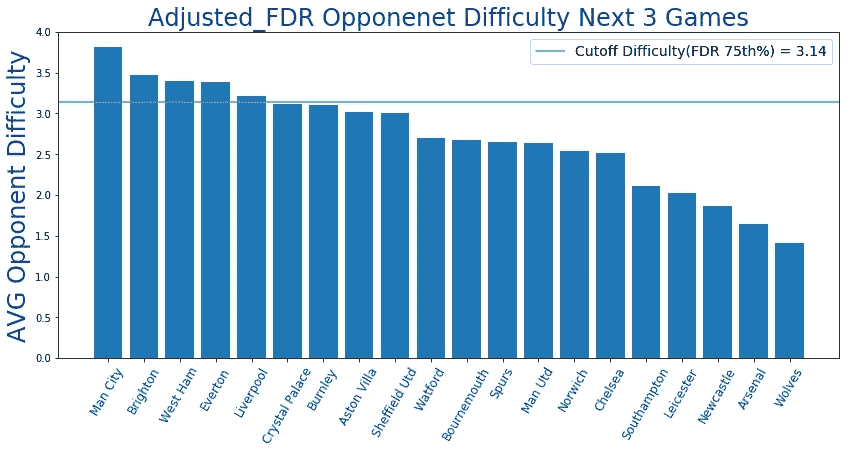 Adjusted_FDR Opponenet Difficulty Next 3 Games
Cutoff Difficulty(FDR 75th%) = 3.14
AVG Opponent Difficulty
4.0
3.5
3.0
2.5
2.0
1.5
1.0
0.5
0.0
Man City
Brighton
West Ham
Everton
Liverpool
Crystal Palace
Burnley
Aston Villa
Sheffield Utd
Watford
Bournemouth
Spurs
Man Utd
Norwich
Chelsea
Southampton
Leicester
Newcastle
Arsenal
Wolves